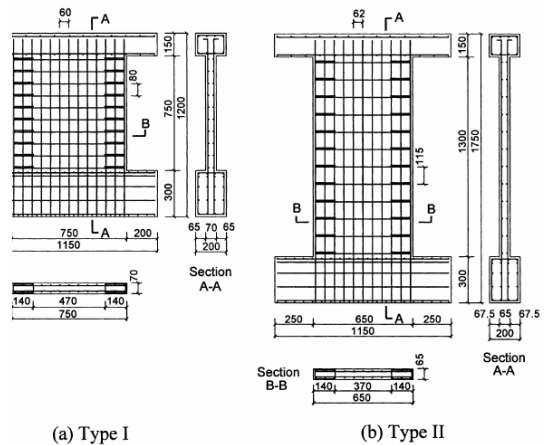 60
A
150
80
750
1200
B
300
A
750
200
1150
65 70 65
200
Section
A-A
70
140 470 140
750
(a) Type I
62
A
150
1300
1750
115
B
B
300
A
250 650 250
1150
67.5 65 67.5
200
Section
A-A
Section
B-B
65
140 370 140
650
(b) Type II